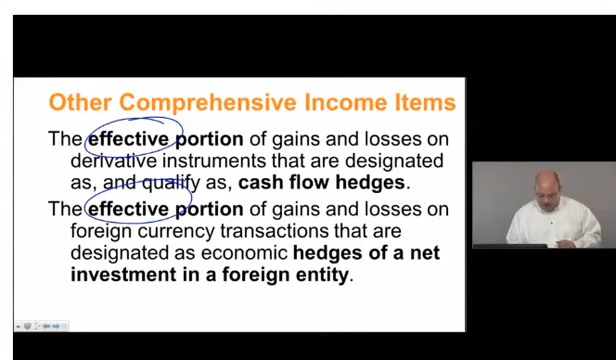 Other Comprehensive Income Items
The effective portion of gains and losses on
derivative instruments that are designated
as, and qualify as, cash flow hedges.
The effective portion of gains and losses on
foreign currency transactions that are
designated as economic hedges of a net
investment in a foreign entity.